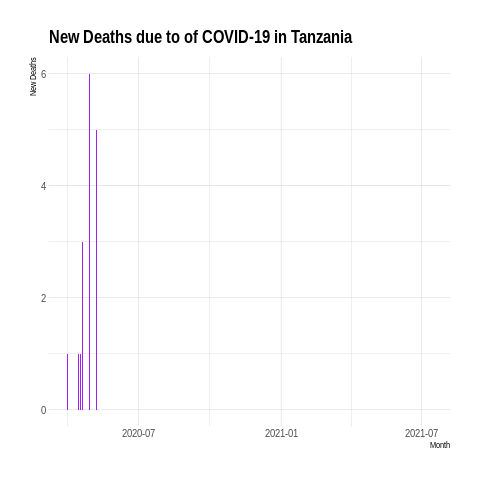 New Deaths due to of COVID-19 in Tanzania
New Deaths
6
4
2
0
2020-07
2021-01
2021-07
Month